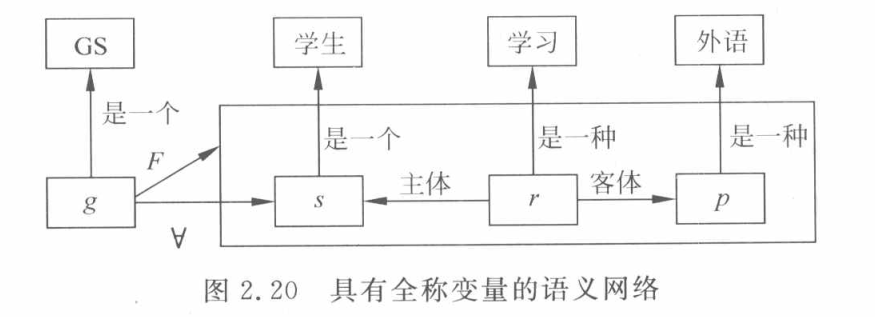 GS 学生 学习 外语
是一个 是一个 是一种 是一种
F 主体 客体
g s r p
∀
图 2.20 具有全称变量的语义网络